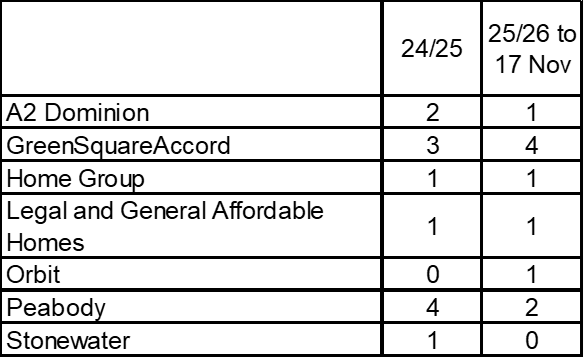 24/25 25/26 to
17 Nov
A2 Dominion 2 1
GreenSquareAccord 3 4
Home Group 1 1
Legal and General Affordable
Homes 1 1
Orbit 0 1
Peabody 4 2
Stonewater 1 0